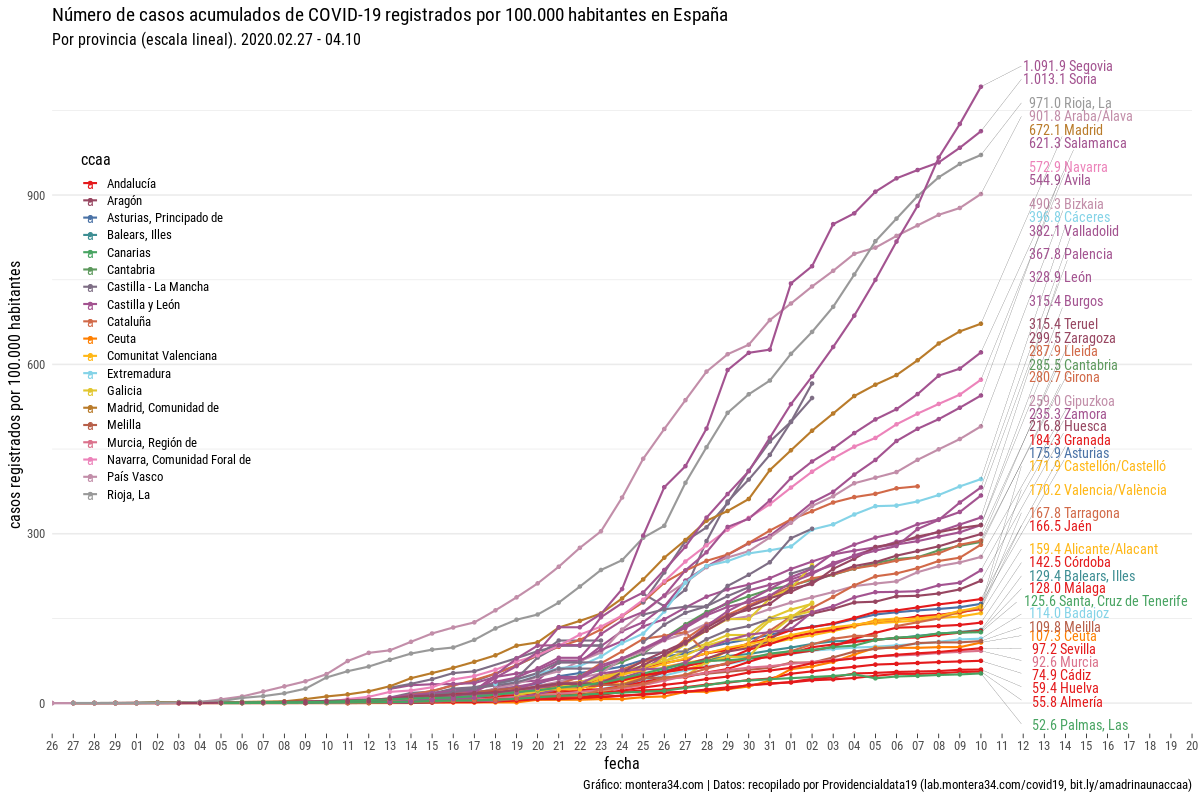 Número de casos acumulados de COVID-19 registrados por 100.000 habitantes en España
Por provincia (escala lineal). 2020.02.27 - 04.10
casos registrados por 100.000 habitantes
900
600
300
0
ccaa
Andalucía
Aragón
Asturias, Principado de
Balears, Illes
Canarias
Cantabria
Castilla - La Mancha
Castilla y León
Cataluña
Ceuta
Comunitat Valenciana
Extremadura
Galicia
Madrid, Comunidad de
Melilla
Murcia, Región de
Navarra, Comunidad Foral de
País Vasco
Rioja, La
1.091.9 Segovia
1.013.1 Soria
971.0 Rioja, La
901.8 Araba/Álava
672.1 Madrid
621.3 Salamanca
572.9 Navarra
544.9 Ávila
490.3 Bizkaia
396.8 Cáceres
382.1 Valladolid
367.8 Palencia
328.9 León
315.4 Burgos
315.4 Teruel
299.5 Zaragoza
287.9 Lleida
285.5 Cantabria
280.7 Girona
259.0 Gipuzkoa
235.3 Zamora
216.8 Huesca
184.3 Granada
175.9 Asturias
171.9 Castellón/Castelló
170.2 Valencia/València
167.8 Tarragona
166.5 Jaén
159.4 Alicante/Alacant
142.5 Córdoba
129.4 Balears, Illes
128.0 Málaga
125.6 Santa, Cruz de Tenerife
114.0 Badajoz
109.8 Melilla
107.3 Ceuta
97.2 Sevilla
92.6 Murcia
74.9 Cádiz
59.4 Huelva
55.8 Almería
52.6 Palmas, Las
26 27 28 29 01 02 03 04 05 06 07 08 09 10 11 12 13 14 15 16 17 18 19 20 21 22 23 24 25 26 27 28 29 30 31 01 02 03 04 05 06 07 08 09 10 11 12 13 14 15 16 17 18 19 20
fecha
Gráfico: montera34.com | Datos: recopilado por Providencialdata19 (lab.montera34.com/covid19, bit.ly/amadrinaunaccaa)